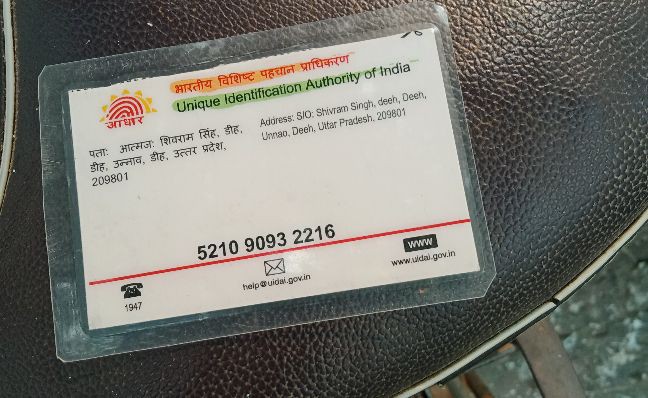 भारतीय विशिष्ट पहचान प्राधिकरण
Unique Identification Authority of India
आधार
पता: आत्मज: शिवराम सिंह, डीह,
डीह, उन्नाव, डीह, उत्तर प्रदेश,
209801
Address: S/O: Shivram Singh, deeh, Deeh,
Unnao, Deeh, Uttar Pradesh, 209801
5210 9093 2216
1947
help@uidai.gov.in
WWW
www.uidai.gov.in